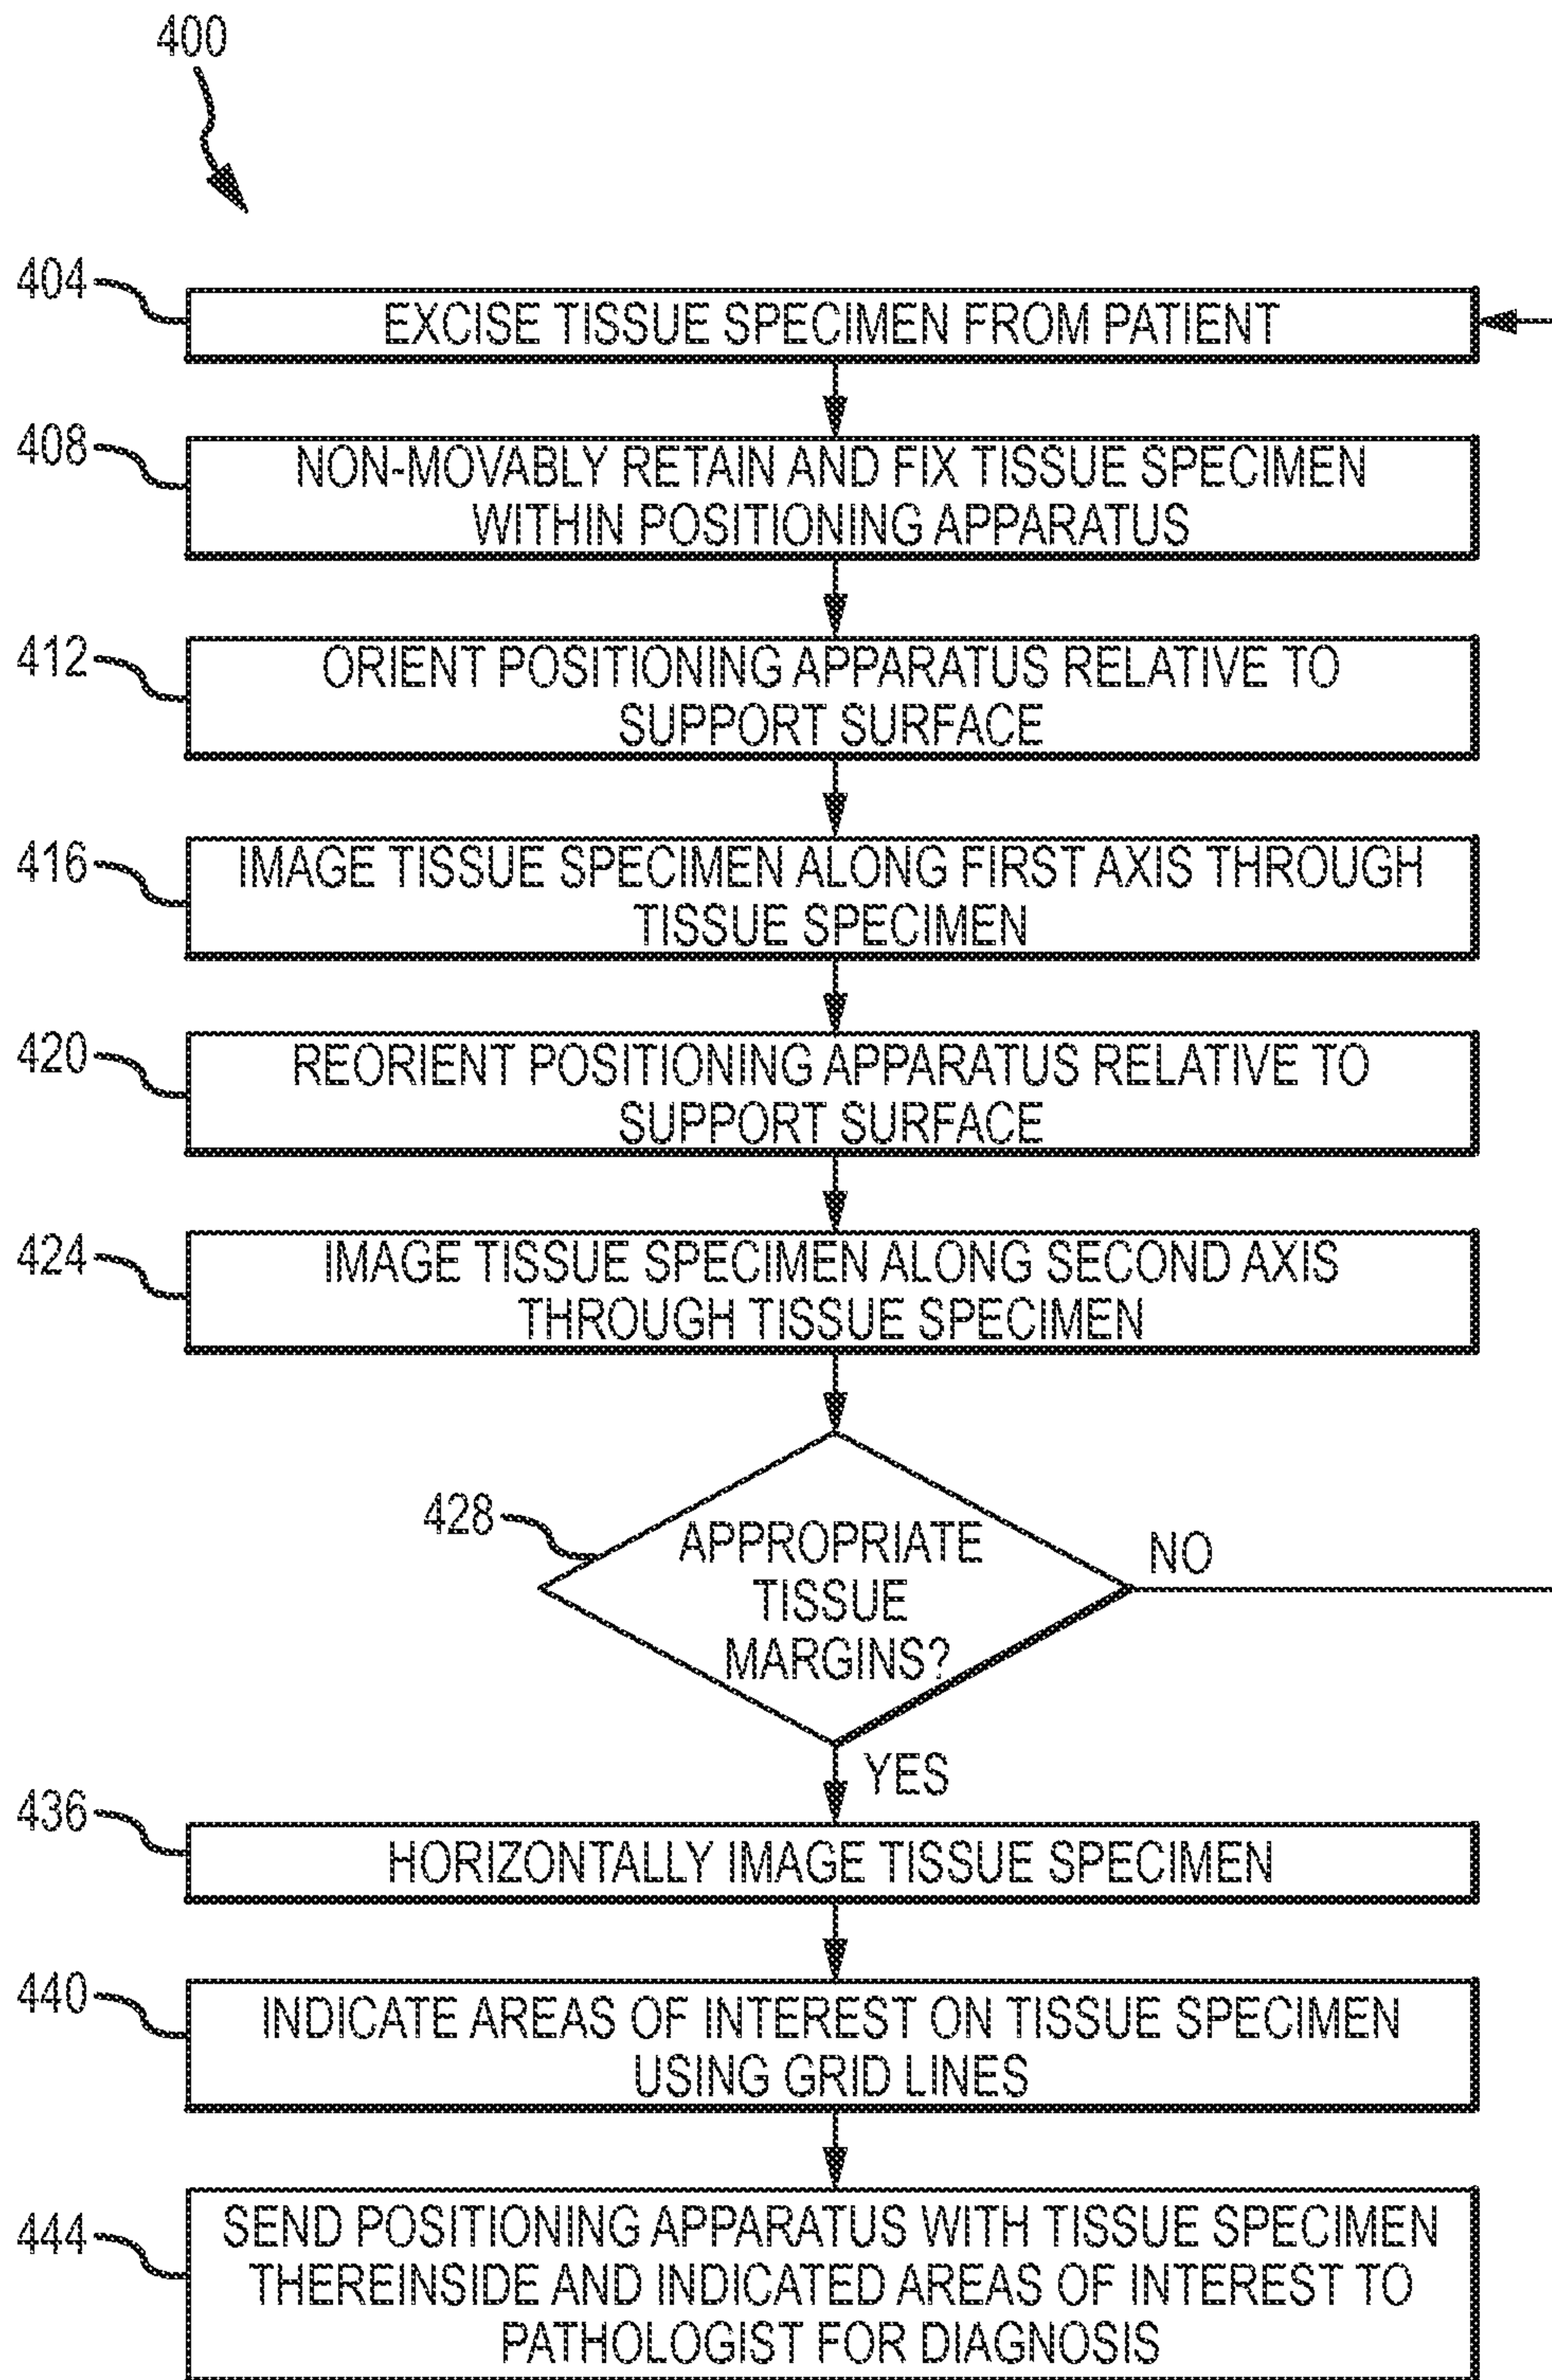 400
404
EXCISE TISSUE SPECIMEN FROM PATIENT
408
NON-MOVABLY RETAIN AND FIX TISSUE SPECIMEN
WITHIN POSITIONING APPARATUS
412
ORIENT POSITIONING APPARATUS RELATIVE TO
SUPPORT SURFACE
416
IMAGE TISSUE SPECIMEN ALONG FIRST AXIS THROUGH
TISSUE SPECIMEN
420
REORIENT POSITIONING APPARATUS RELATIVE TO
SUPPORT SURFACE
424
IMAGE TISSUE SPECIMEN ALONG SECOND AXIS
THROUGH TISSUE SPECIMEN
428
APPROPRIATE
TISSUE
MARGINS?
NO
YES
436
HORIZONTALLY IMAGE TISSUE SPECIMEN
440
INDICATE AREAS OF INTEREST ON TISSUE SPECIMEN
USING GRID LINES
444
SEND POSITIONING APPARATUS WITH TISSUE SPECIMEN
THEREINSIDE AND INDICATED AREAS OF INTEREST TO
PATHOLOGIST FOR DIAGNOSIS